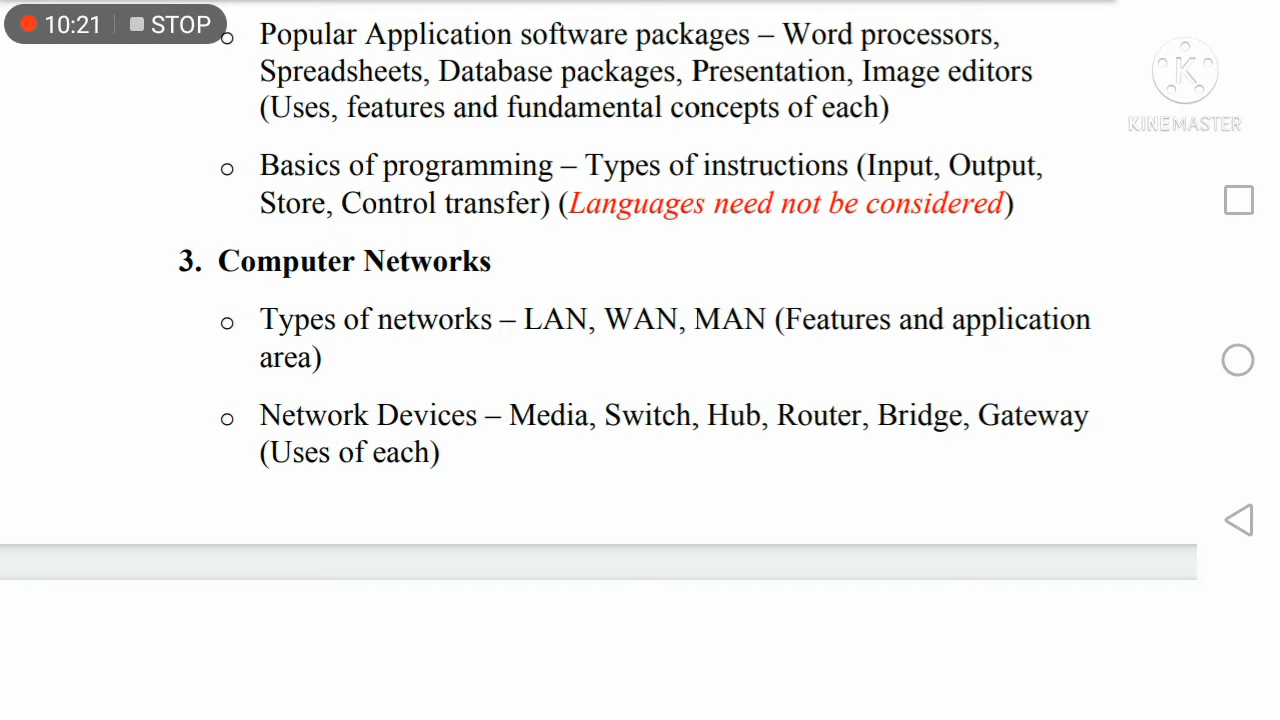 10:21 STOP
o Popular Application software packages – Word processors,
Spreadsheets, Database packages, Presentation, Image editors
(Uses, features and fundamental concepts of each)
K
KINEMASTER
o Basics of programming – Types of instructions (Input, Output,
Store, Control transfer) (Languages need not be considered)
3. Computer Networks
o Types of networks – LAN, WAN, MAN (Features and application
area)
o Network Devices – Media, Switch, Hub, Router, Bridge, Gateway
(Uses of each)